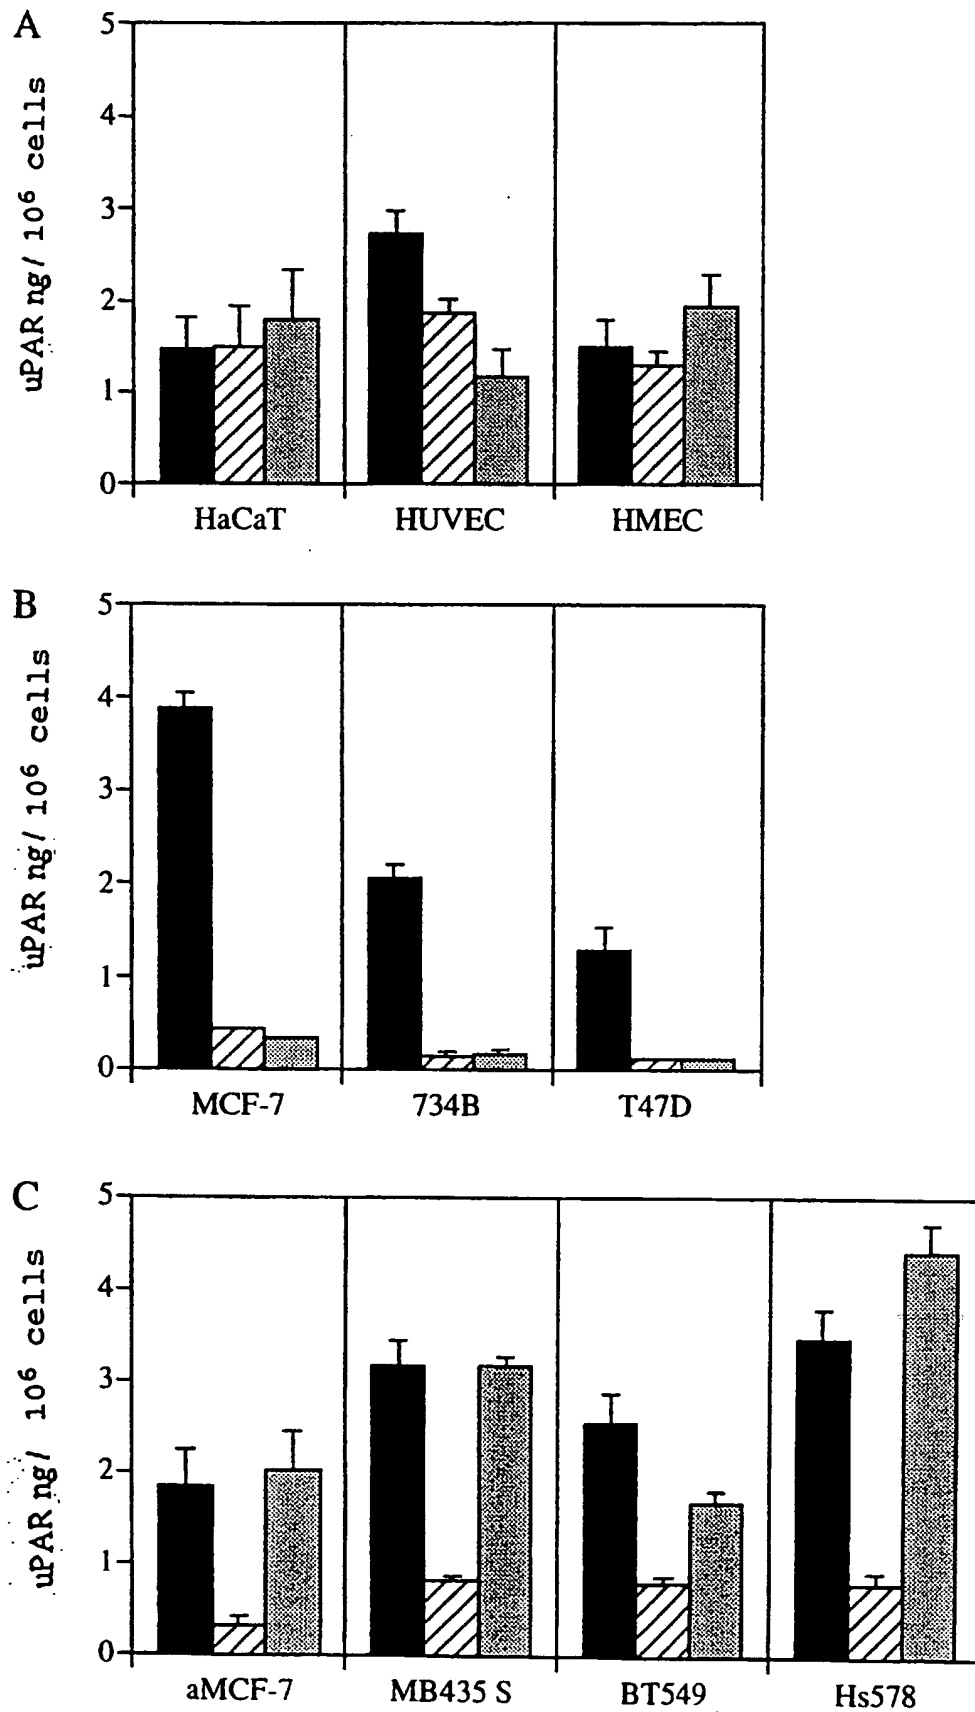 A
uPAR ng/ 10⁶ cells
5
4
3
2
1
0
HaCaT HUVEC HMEC
B
uPAR ng/ 10⁶ cells
5
4
3
2
1
0
MCF-7 734B T47D
C
uPAR ng/ 10⁶ cells
5
4
3
2
1
0
aMCF-7 MB435 S BT549 Hs578